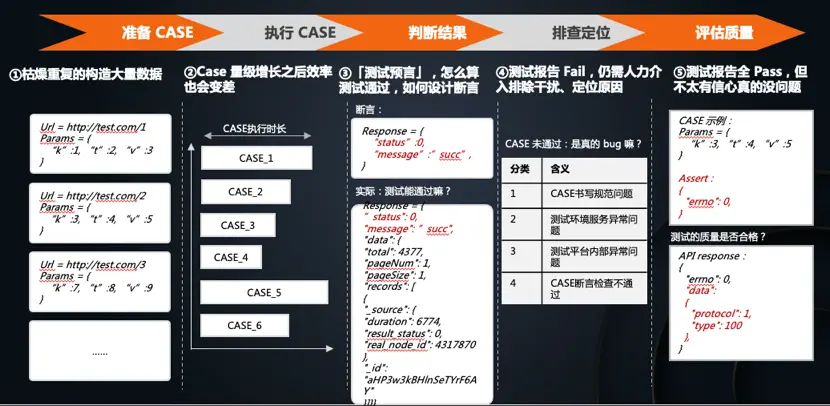 准备 CASE
执行 CASE
判断结果
排查定位
评估质量
①枯燥重复的构造大量数据
Url = http://test.com/1
Params = {
"k" :1, "t" :2, "v" :3
}
Url = http://test.com/2
Params = {
"k" :3, "t" :4, "v" :5
}
Url = http://test.com/3
Params = {
"k" :7, "t" :8, "v" :9
}
......
②Case 量级增长之后效率
也会变差
CASE执行时长
CASE_1
CASE_2
CASE_3
CASE_4
CASE_5
CASE_6
③「测试预言」，怎么算
测试通过，如何设计断言
断言：
Response = {
"status" :0,
"message" :" succ" ,
}
实际：测试能通过嘛?
Response = {
" status": 0,
"message": " succ",
"data": {
"total": 4377,
"pageNum": 1,
"pageSize": 1,
"records": [
{
"_source": {
"duration": 6774,
"result_status": 0,
"real_node_id": 4317870
},
"_id":
"aHP3w3kBHInSeTYrF6A
Y"
}]}}
④测试报告 Fail，仍需人力介
入排除干扰、定位原因
CASE 未通过：是真的 bug 嘛?
分类 含义
1 CASE书写规范问题
2 测试环境服务异常问
题
3 测试平台内部异常问
题
4 CASE断言检查不通
过
⑤测试报告全 Pass，但
不太有信心真的没问题
CASE 示例：
Params = {
"k" :3, "t" :4, "v" :5
}
Assert：
{
"errno": 0,
}
测试的质量是否合格？
API response：
{
"errno": 0,
"data":
{
"protocol": 1,
"type": 100
},
}